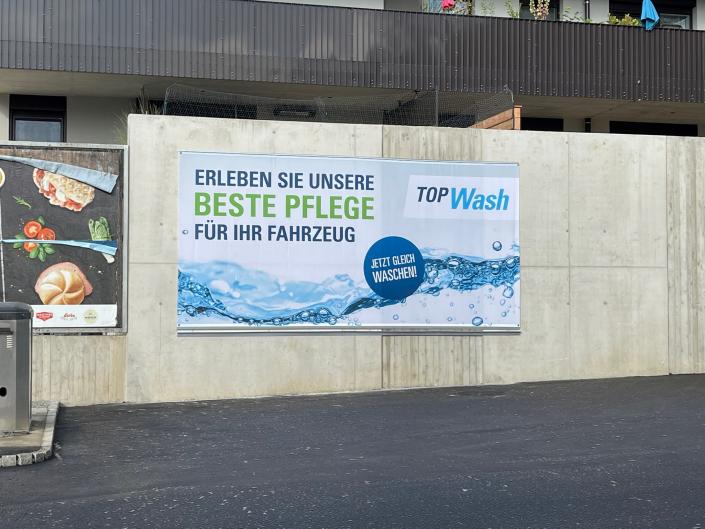 ERLEBEN SIE UNSERE
BESTE PFLEGE
FÜR IHR FAHRZEUG
TOP Wash
JETZT GLEICH
WASCHEN!